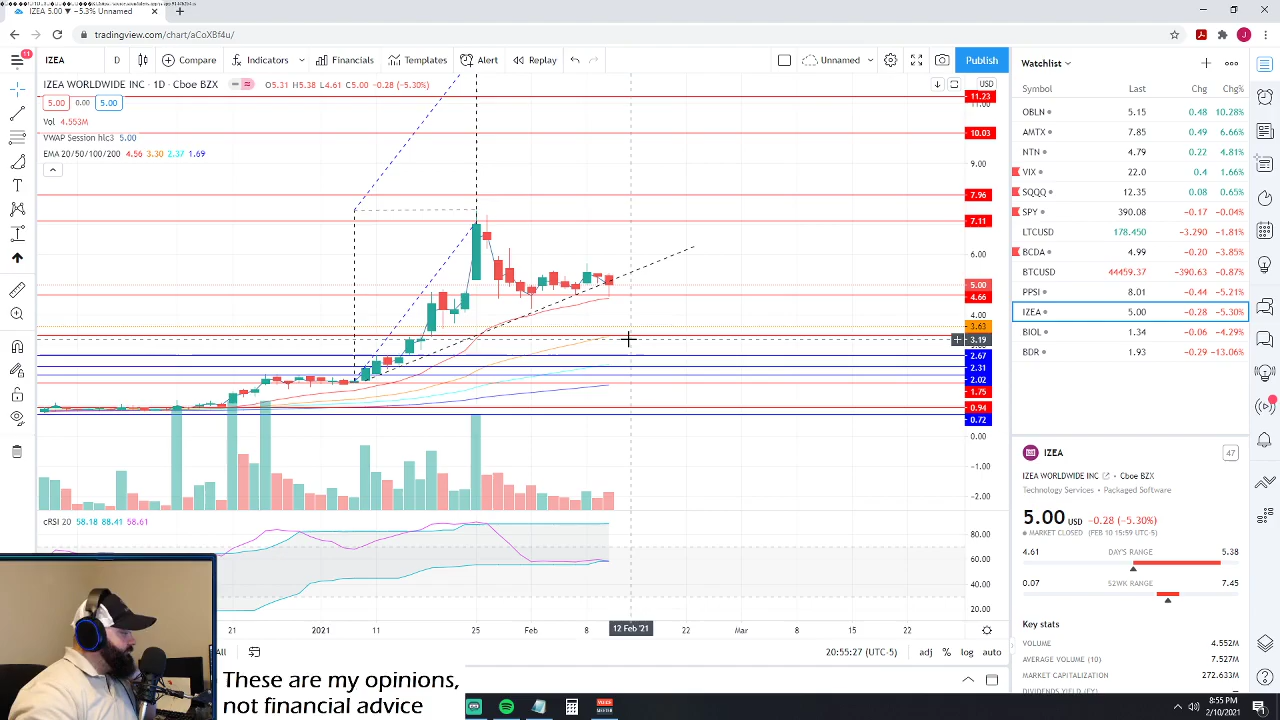 IZEA 5.00 ▼ −5.3% Unnamed
tradingview.com/chart/aCoXBf4u/
11
IZEA D Compare Indicators Financials Templates Alert Replay Unnamed Publish
IZEA WORLDWIDE INC · 1D · Cboe BZX O5.31 H5.38 L4.61 C5.00 −0.28 (−5.30%)
5.00 0.00 5.00
Vol 4.553M
VWAP Session hlc3 5.00
EMA 20/50/100/200 4.56 3.30 2.37 1.69
USD
11.23
11.00
10.03
9.00
7.96
7.11
6.00
5.00
4.66
4.00
3.63
3.19
2.67
2.31
2.02
1.75
0.94
0.72
0.00
−1.00
−2.00
cRSI 20 58.18 88.41 58.61
80.00
60.00
40.00
20.00
21 2021 11 25 Feb 8 12 Feb '21 22 Mar 8 15 22
All 20:55:27 (UTC-5) adj % log auto
Watchlist
Symbol Last Chg Chg%
OBLN 5.15 0.48 10.28%
AMTX 7.85 0.49 6.66%
NTN 4.79 0.22 4.81%
VIX 22.0 0.4 1.66%
SQQQ 12.35 0.08 0.65%
SPY 390.08 −0.17 −0.04%
LTCUSD 178.450 −3.290 −1.81%
BCDA 4.99 −0.20 −3.85%
BTCUSD 44459.37 −390.63 −0.87%
PPSI 8.01 −0.44 −5.21%
IZEA 5.00 −0.28 −5.30%
BIOL 1.34 −0.06 −4.29%
BDR 1.93 −0.29 −13.06%
IZEA 47
IZEA WORLDWIDE INC • Cboe BZX
Technology Services • Packaged Software
5.00 USD −0.28 (−5.30%)
MARKET CLOSED (FEB 10 15:59 UTC-5)
4.61 DAY'S RANGE 5.38
0.07 52WK RANGE 7.45
Key stats
VOLUME 4.552M
AVERAGE VOLUME (10) 7.527M
MARKET CAPITALIZATION 272.633M
These are my opinions,
not financial advice
VOICE
MEETER
8:55 PM
2/10/2021